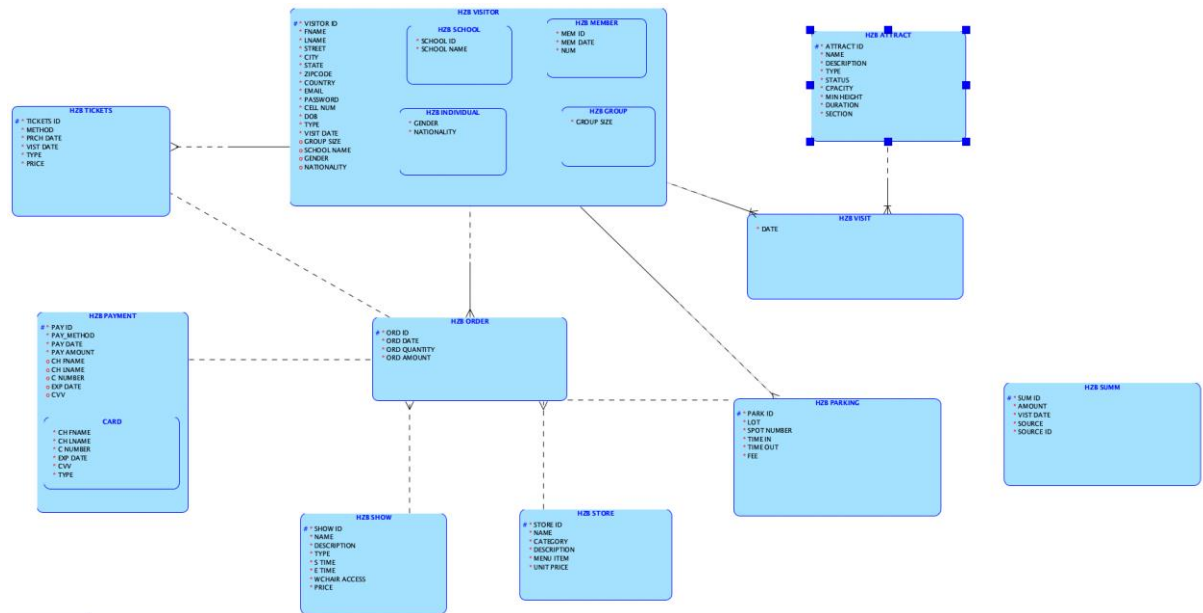 HZB VISITOR
# * VISITOR ID
* FNAME
* LNAME
* STREET
* CITY
* STATE
* ZIPCODE
* COUNTRY
* EMAIL
* PASSWORD
* CELL NUM
* DOB
* TYPE
* VISIT DATE
o GROUP SIZE
o SCHOOL NAME
o GENDER
o NATIONALITY
HZB SCHOOL
* SCHOOL ID
* SCHOOL NAME
HZB MEMBER
* MEM ID
* MEM DATE
* NUM
HZB INDIVIDUAL
* GENDER
* NATIONALITY
HZB GROUP
* GROUP SIZE
HZB ATTRACT
# * ATTRACT ID
* NAME
* DESCRIPTION
* TYPE
* STATUS
* CPACITY
* MIN HEIGHT
* DURATION
* SECTION
HZB TICKETS
# * TICKETS ID
* METHOD
* PRCH DATE
* VIST DATE
* TYPE
* PRICE
HZB VISIT
* DATE
HZB PAYMENT
# * PAY ID
* PAY_METHOD
* PAY DATE
* PAY AMOUNT
o CH FNAME
o CH LNAME
o C NUMBER
o EXP DATE
o CVV
CARD
* CH FNAME
* CH LNAME
* C NUMBER
* EXP DATE
* CVV
* TYPE
HZB ORDER
# * ORD ID
* ORD DATE
* ORD QUANTITY
* ORD AMOUNT
HZB PARKING
# * PARK ID
* LOT
* SPOT NUMBER
* TIME IN
* TIME OUT
* FEE
HZB SUMM
# * SUM ID
* AMOUNT
* VIST DATE
* SOURCE
* SOURCE ID
HZB SHOW
# * SHOW ID
* NAME
* DESCRIPTION
* TYPE
* S TIME
* E TIME
* WCHAIR ACCESS
* PRICE
HZB STORE
# * STORE ID
* NAME
* CATEGORY
* DESCRIPTION
* MENU ITEM
* UNIT PRICE